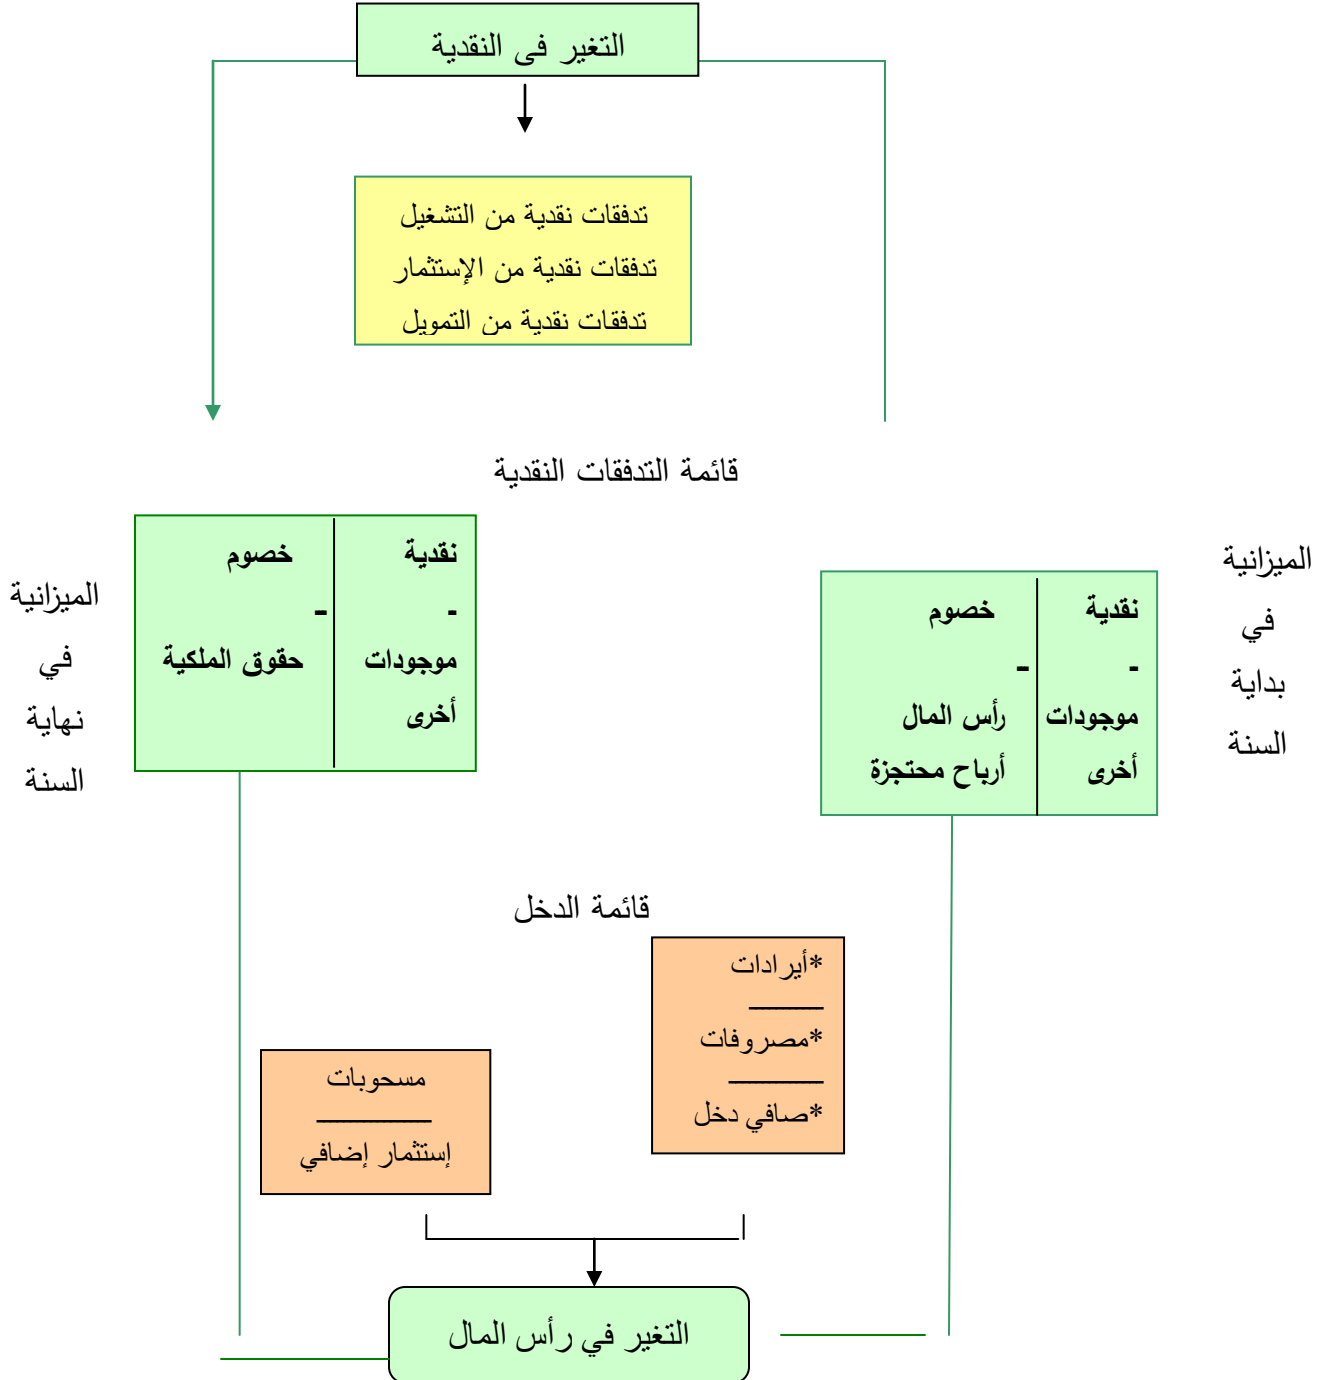 التغير فى النقدية
تدفقات نقدية من التشغيل
تدفقات نقدية من الإستثمار
تدفقات نقدية من التمويل
قائمة التدفقات النقدية
الميزانية
في
بداية
السنة
نقدية
-
موجودات
أخرى
خصوم
-
رأس المال
أرباح محتجزة
نقدية
-
موجودات
أخرى
خصوم
-
حقوق الملكية
الميزانية
في
نهاية
السنة
قائمة الدخل
*أيرادات
*مصروفات
*صافي دخل
مسحوبات
إستثمار إضافي
التغير في رأس المال